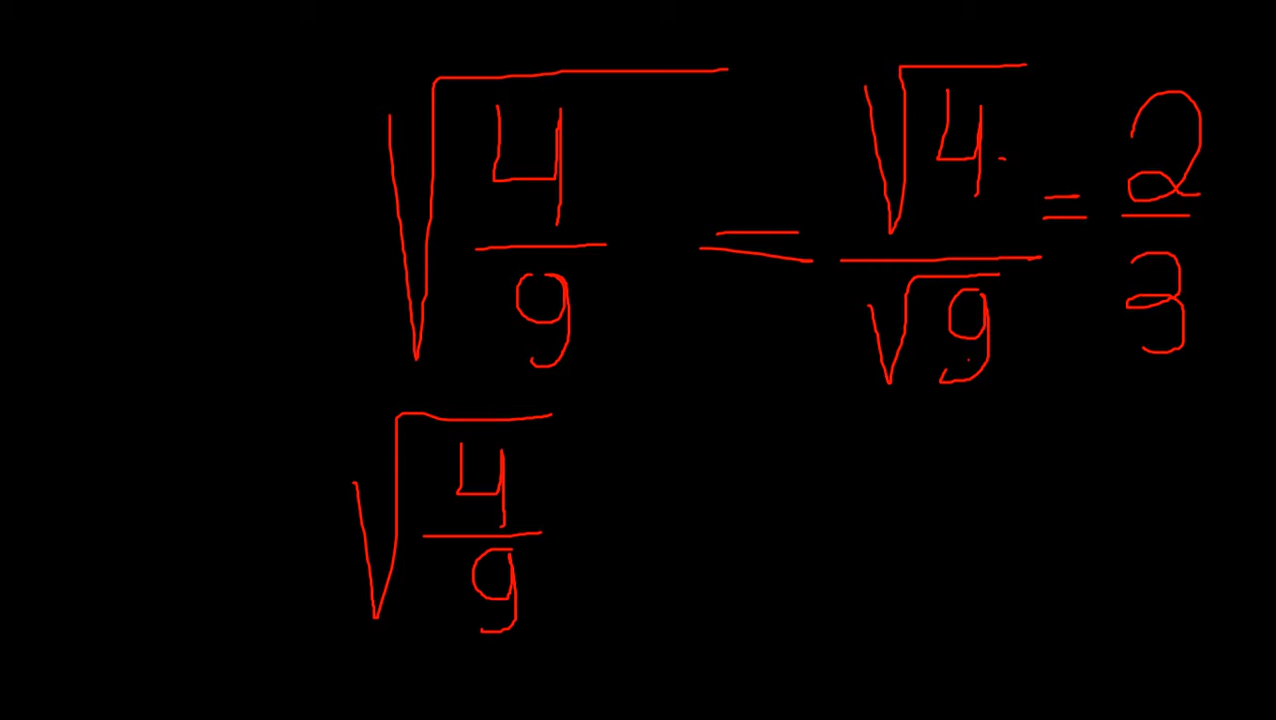 √(4/9) = √4/√9 = 2/3
√(4/9)